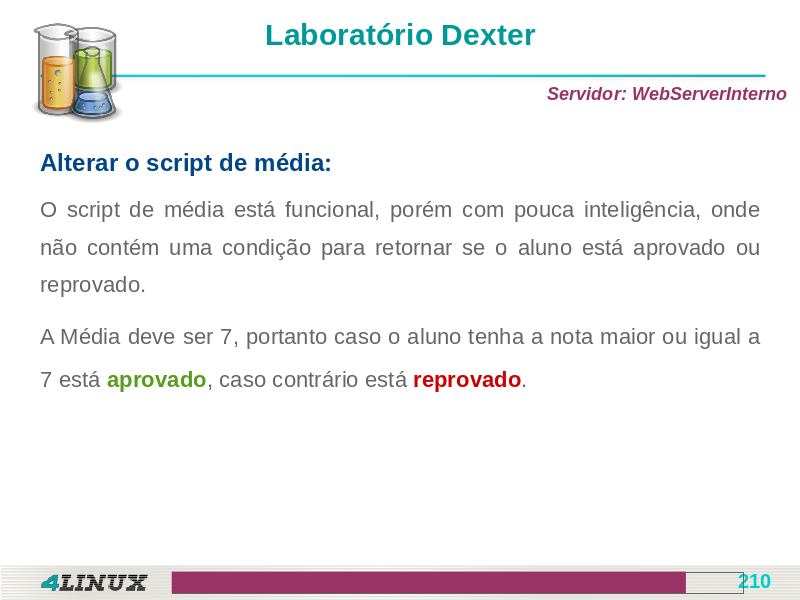 Laboratório Dexter
Servidor: WebServerInterno
Alterar o script de média:
O script de média está funcional, porém com pouca inteligência, onde
não contém uma condição para retornar se o aluno está aprovado ou
reprovado.
A Média deve ser 7, portanto caso o aluno tenha a nota maior ou igual a
7 está aprovado, caso contrário está reprovado.
4LINUX
210